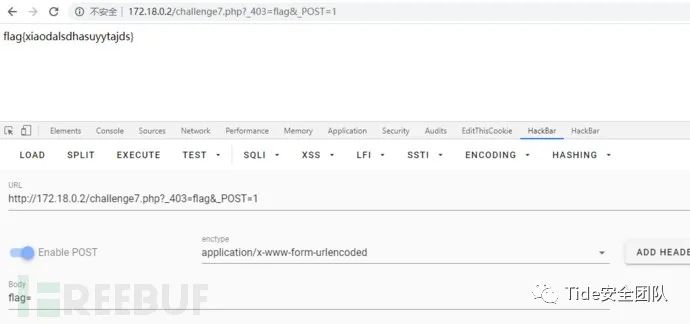 不安全 | 172.18.0.2/challenge7.php?_403=flag&_POST=1
flag{xiaodalsdhasuyytajds}
Elements Console Sources Network Performance Memory Application Security Audits EditThisCookie HackBar HackBar
LOAD SPLIT EXECUTE TEST SQLI XSS LFI SSTI ENCODING HASHING
URL
http://172.18.0.2/challenge7.php?_403=flag&_POST=1
enctype
Enable POST application/x-www-form-urlencoded ADD HEADE
Body
flag=
FREEBUF
Tide安全团队